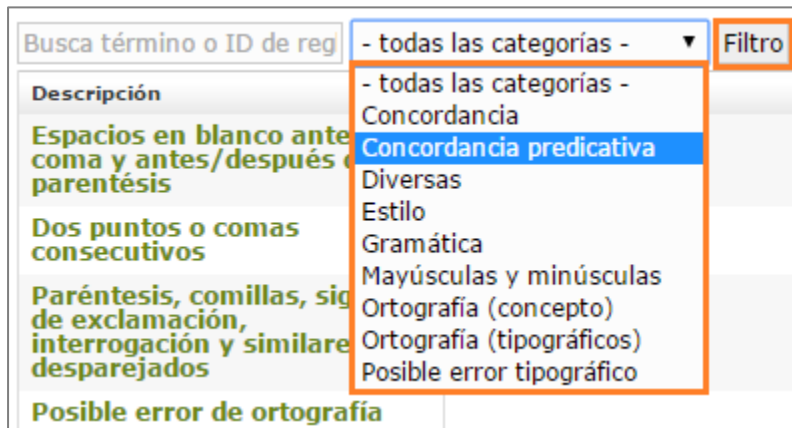 Busca término o ID de reg
- todas las categorías -
Filtro
- todas las categorías -
Concordancia
Concordancia predicativa
Diversas
Estilo
Gramática
Mayúsculas y minúsculas
Ortografía (concepto)
Ortografía (tipográficos)
Posible error tipográfico
Descripción
Espacios en blanco ante
coma y antes/después
parentésis
Dos puntos o comas
consecutivos
Paréntesis, comillas, sig
de exclamación,
interrogación y similare
desparejados
Posible error de ortografía